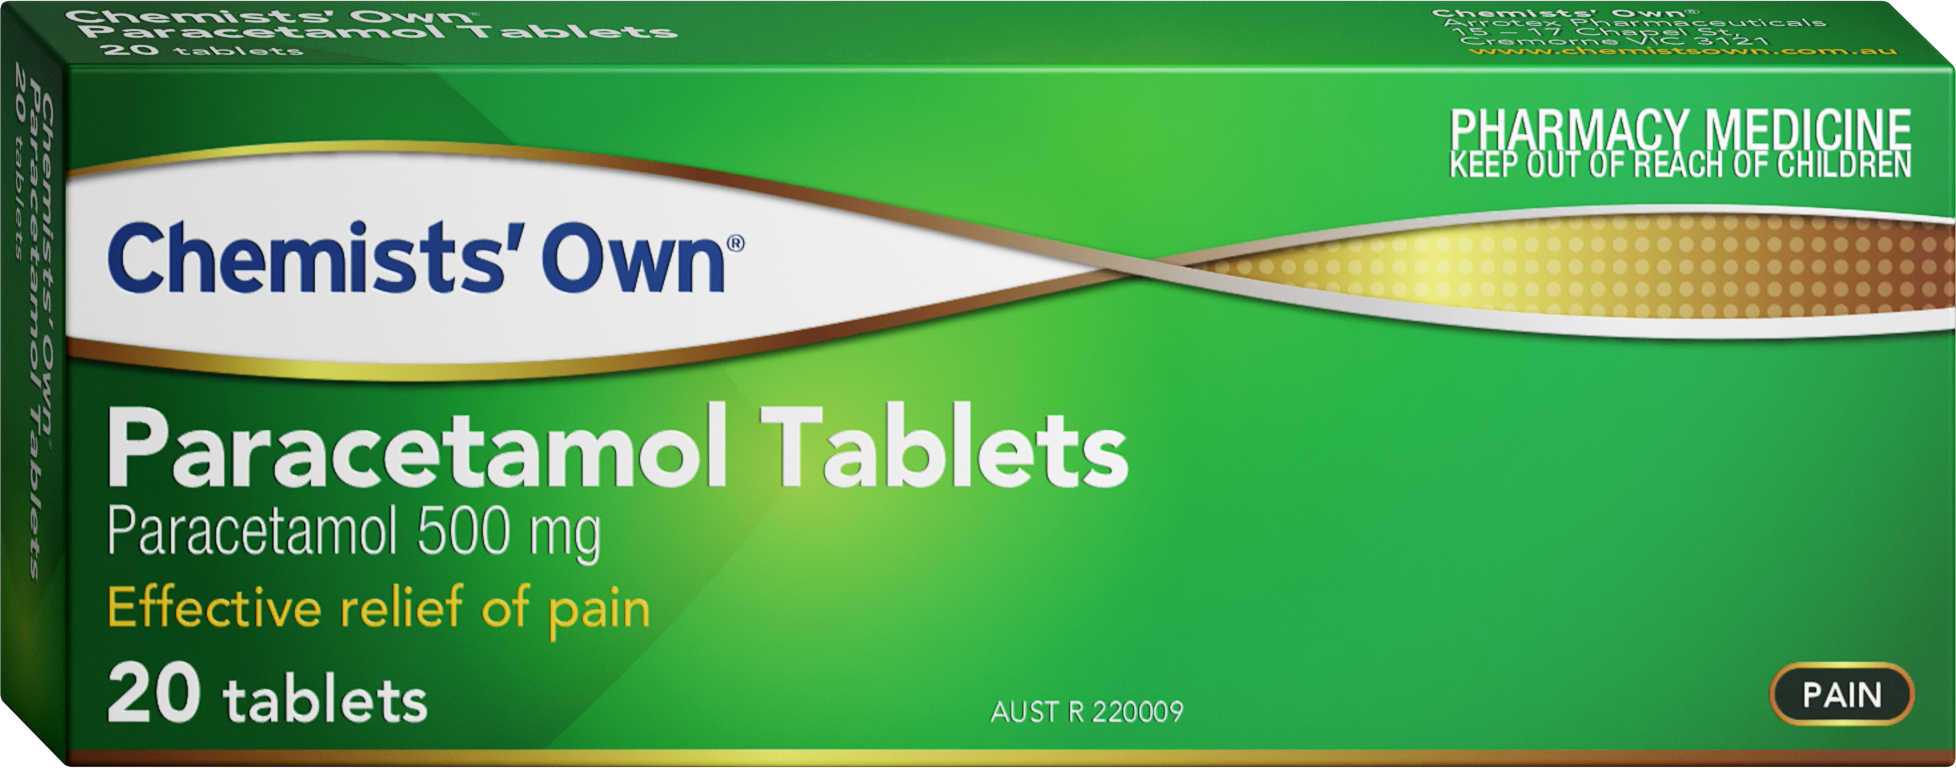 Chemists' Own®
Paracetamol Tablets
20 tablets
Chemists' Own®
Arrotex Pharmaceuticals
15 – 17 Chapel St,
Cremorne VIC 3121
www.chemistsown.com.au
Chemists' Own®
Paracetamol Tablets
20 tablets
PHARMACY MEDICINE
KEEP OUT OF REACH OF CHILDREN
Chemists' Own®
Paracetamol Tablets
Paracetamol 500 mg
Effective relief of pain
20 tablets
AUST R 220009
PAIN